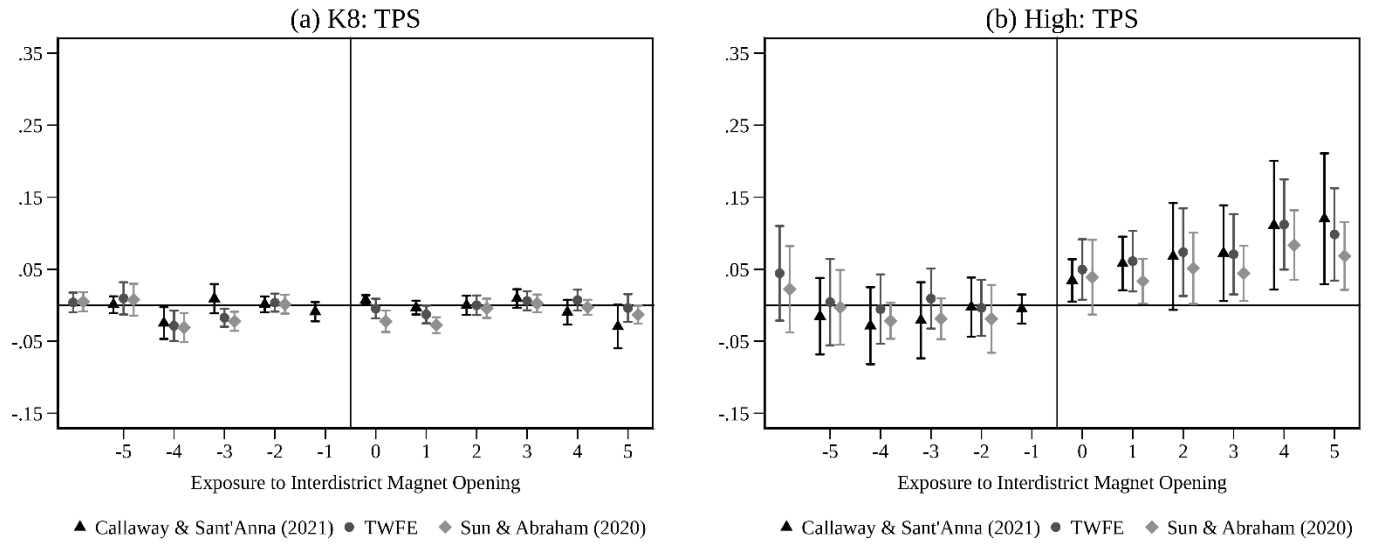 (a) K8: TPS
.35
.25
.15
.05
-.05
-.15
-5 -4 -3 -2 -1 0 1 2 3 4 5
Exposure to Interdistrict Magnet Opening
Callaway & Sant'Anna (2021) TWFE Sun & Abraham (2020)
(b) High: TPS
.35
.25
.15
.05
-.05
-.15
-5 -4 -3 -2 -1 0 1 2 3 4 5
Exposure to Interdistrict Magnet Opening
Callaway & Sant'Anna (2021) TWFE Sun & Abraham (2020)